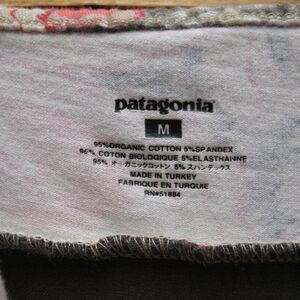 patagonia
M
95%ORGANIC COTTON 5%SPANDEX
95% COTON BIOLOGIQUE 5%ELASTHANNE
95% オーガニックコットン 5% スパンデックス
MADE IN TURKEY
FABRIQUE EN TURQUIE
RN#51884